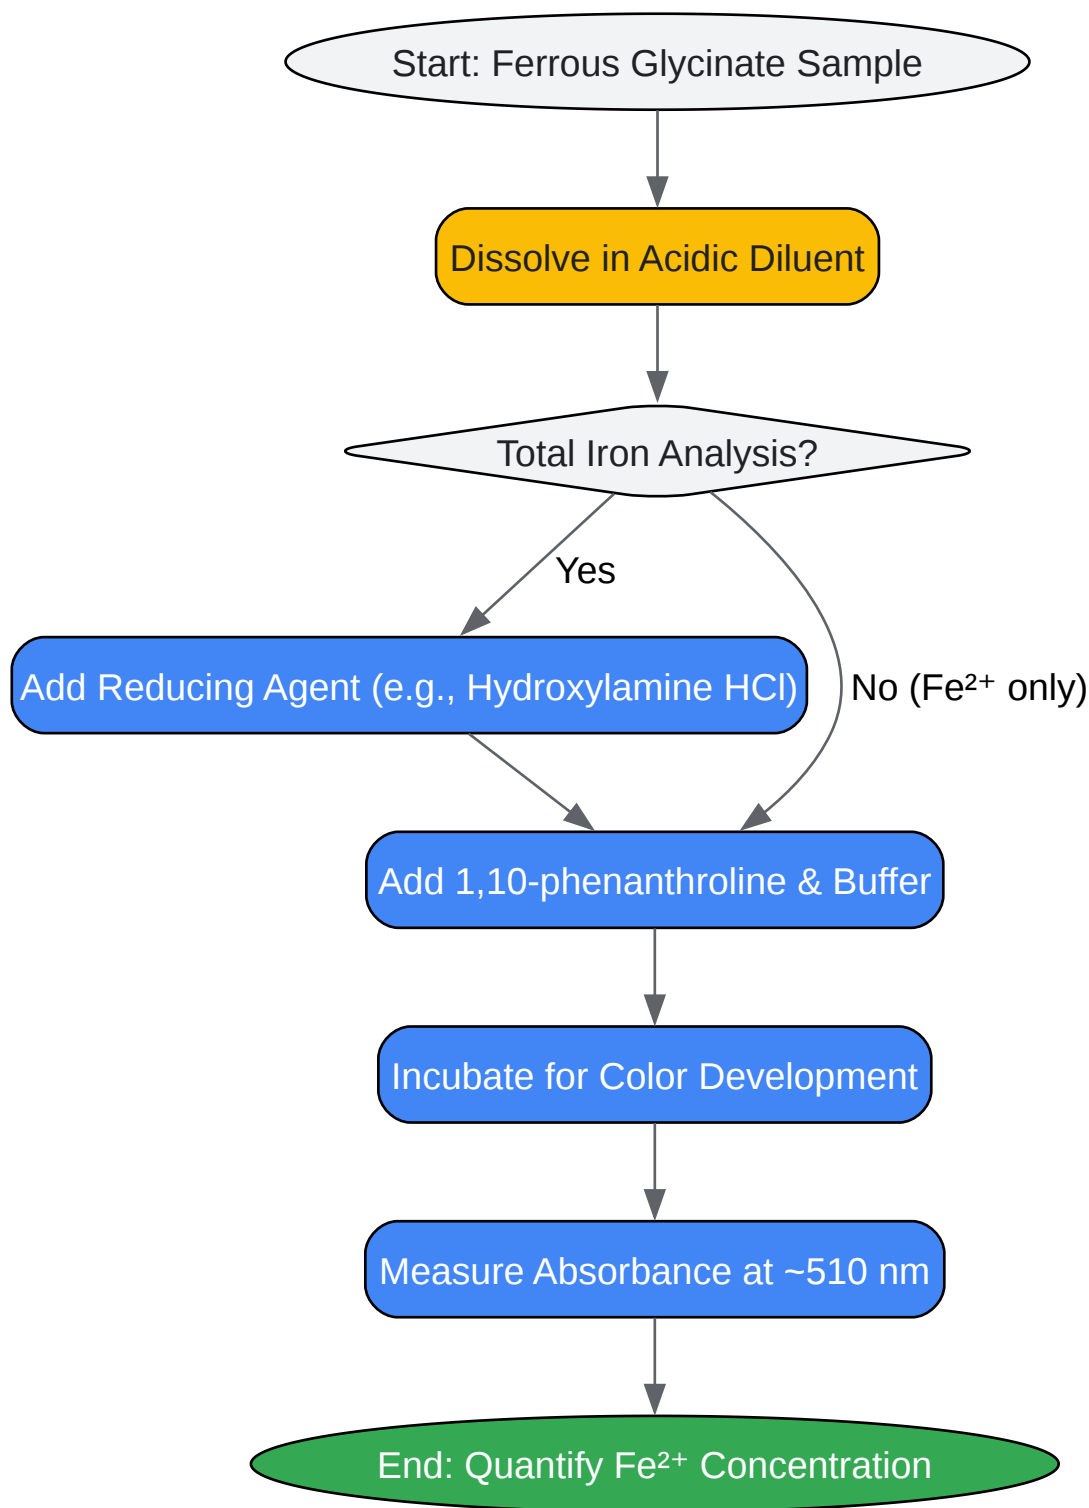 Start: Ferrous Glycinate Sample
Dissolve in Acidic Diluent
Total Iron Analysis?
Yes
Add Reducing Agent (e.g., Hydroxylamine HCl)
No (Fe²⁺ only)
Add 1,10-phenanthroline & Buffer
Incubate for Color Development
Measure Absorbance at ~510 nm
End: Quantify Fe²⁺ Concentration